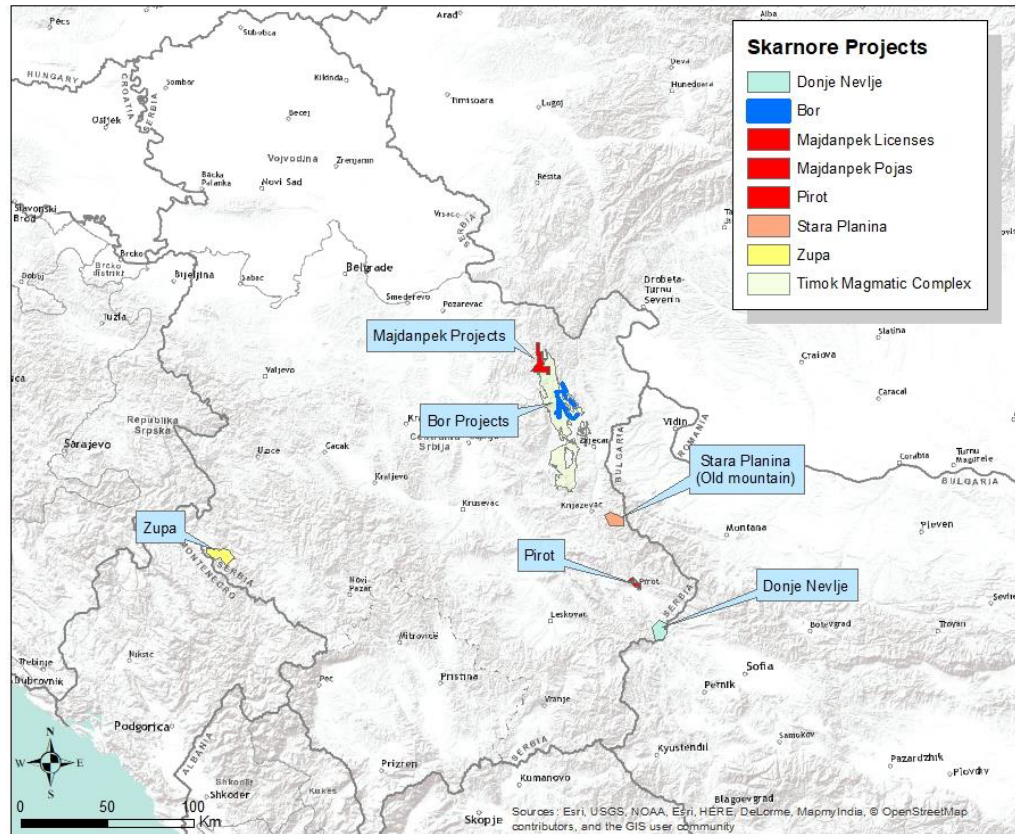 Skarnore Projects
Donje Nevlje
Bor
Majdanpek Licenses
Majdanpek Pojas
Pirot
Stara Planina
Zupa
Timok Magmatic Complex
Pécs
Subotica
Arad
Alba
HUNGARY
CROATIA
SERBIA
Sombor
Kikinda
Deva
Hunedoara
Osijek
Becej
Timisoara
Lugoj
Vojvodina
Zrenjanin
Backa
Palanka
Novi Sad
Resita
Slavonski
Brod
Vrsac
SERBIA
Brcko
Brcko
distrikt
Bijeljina
Sabac
Belgrade
Doboj
Smederevo
Pozarevac
Drobeta-
Turnu
Severin
Tuzla
Slatina
Majdanpek Projects
Craiova
Valjevo
Caracal
Republika
Srpska
Bor Projects
Srbija
Zajecar
BULGARIA
Vidin
ROMANIA
Sarajevo
Uzice
Cacak
Corabia
Turnu
Magurele
BULGARIA
Kraljevo
Stara Planina
(Old mountain)
Krusevac
Knjazevac
Zupa
Montana
Pleven
SERBIA
MONTENEGRO
Pirot
Pirot
Novi
Pazar
Donje Nevlje
Leskovac
SERBIA
Botevgrad
Troyan
Mitrovice
Niksic
Trebinje
Dubrovnik
Sofia
Pec
Pristina
Pernik
Vranje
Podgorica
N
W
E
S
ALBANIA
SERBIA
Samokov
Kyustendil
Prizren
Pazardzhik
Plovdiv
Shkoder
Kukes
Kumanovo
Blagoevgrad
0 50 100
Km
Skopje
Sources: Esri, USGS, NOAA, Esri, HERE, DeLorme, MapmyIndia, © OpenStreetMap
contributors, and the GIS user community